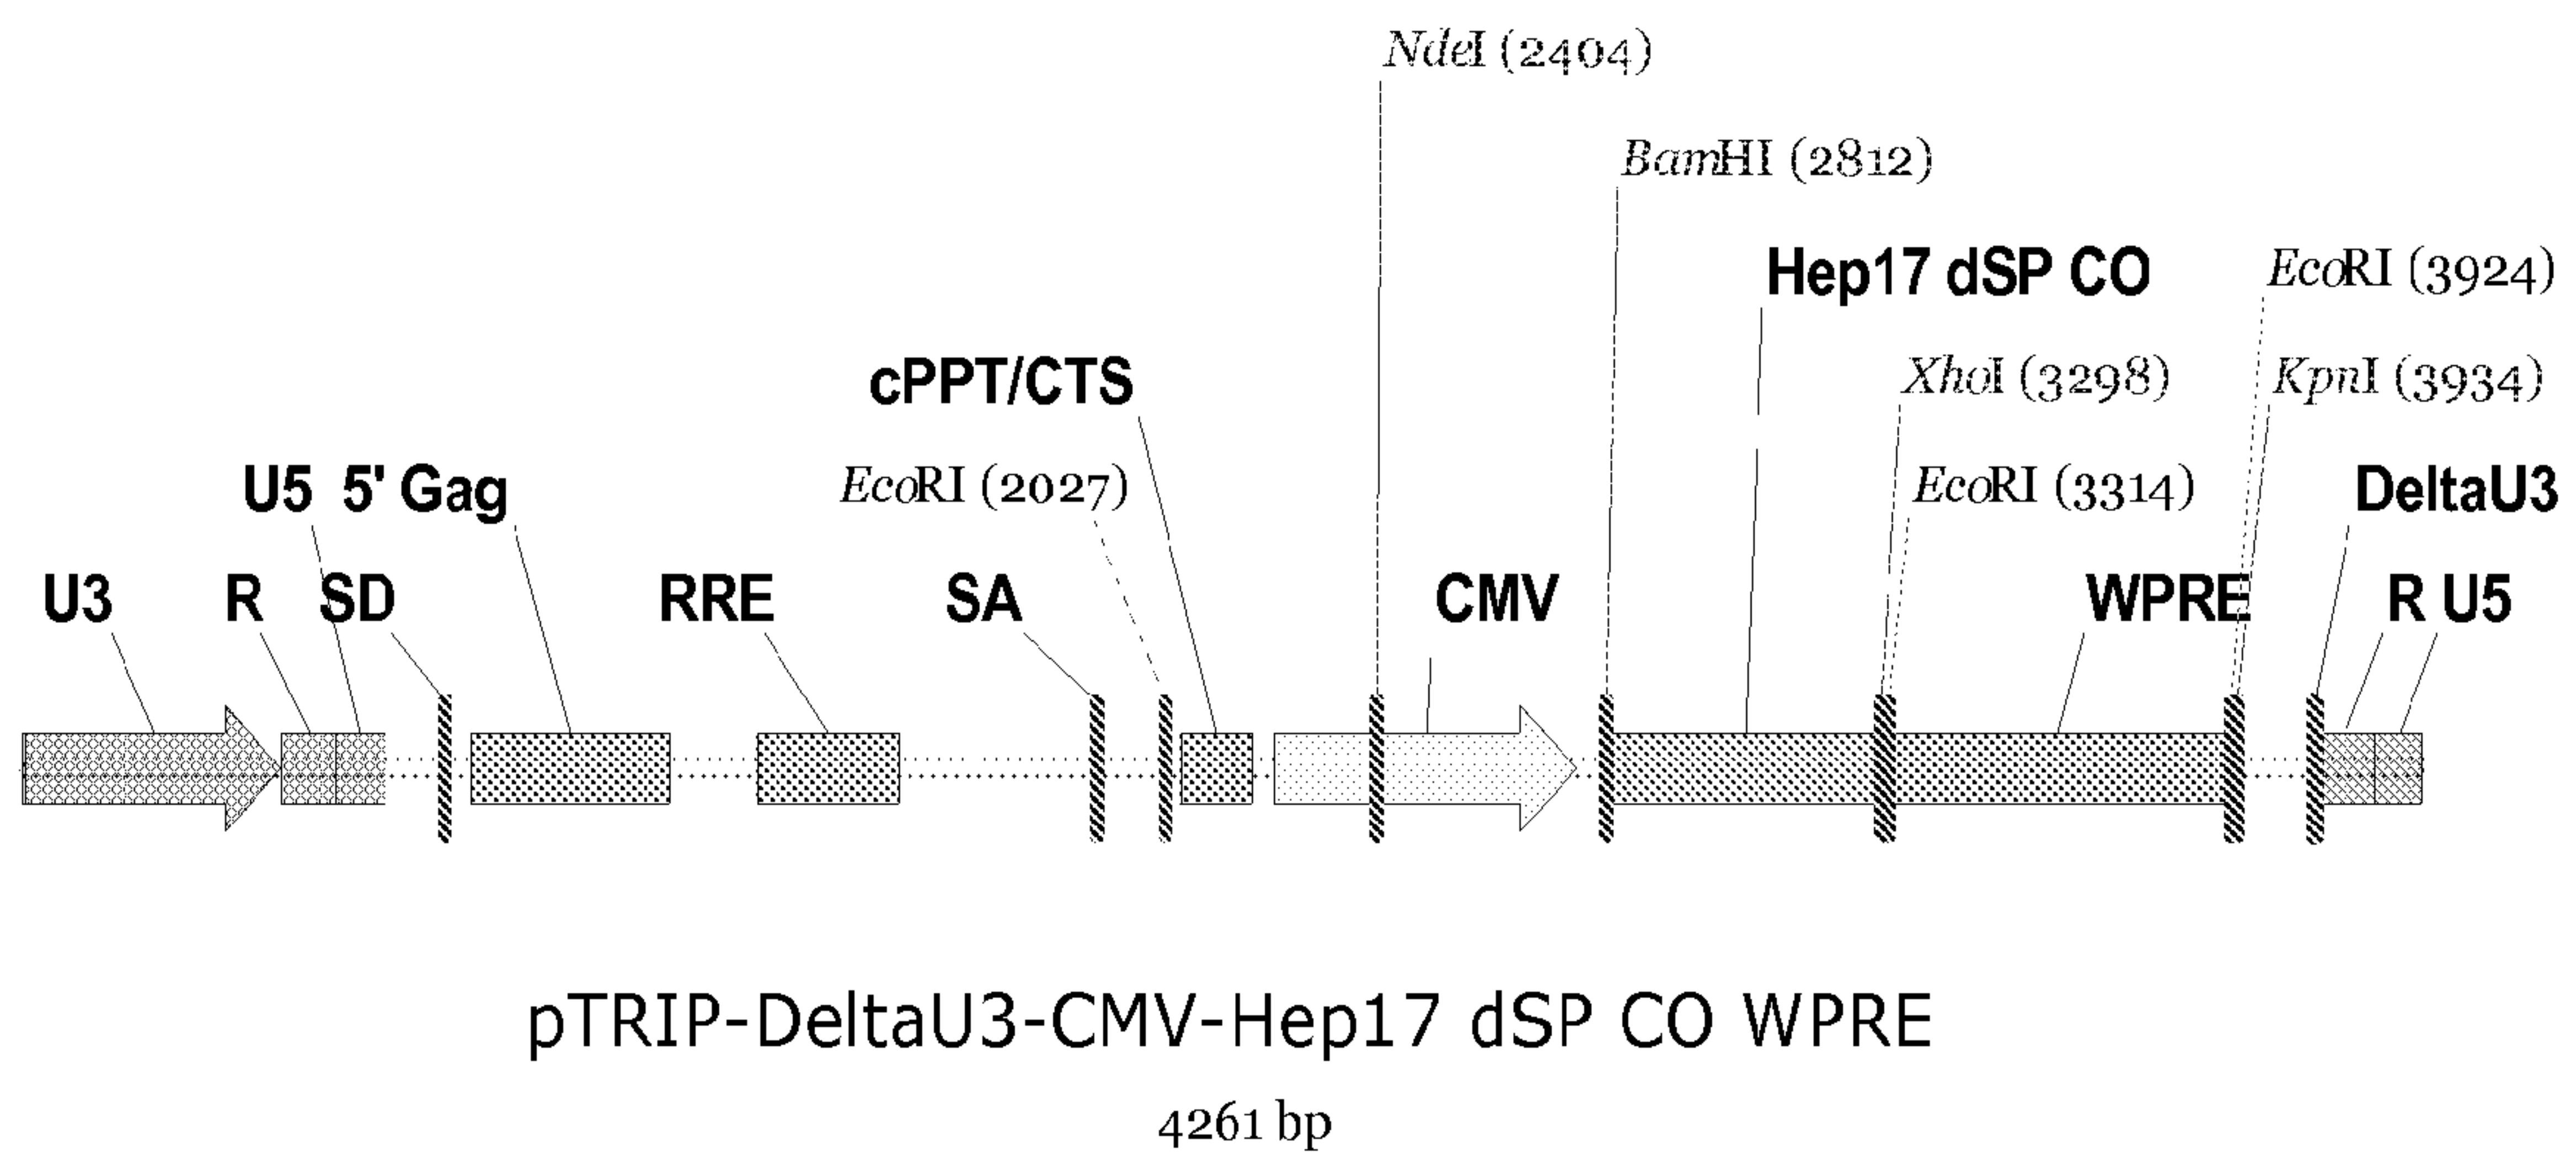 NdeI (2404)
BamHI (2812)
Hep17 dSP CO
EcoRI (3924)
cPPT/CTS
XhoI (3298)
KpnI (3934)
U5 5' Gag
EcoRI (2027)
EcoRI (3314)
DeltaU3
U3
R
SD
RRE
SA
CMV
WPRE
R U5
pTRIP-DeltaU3-CMV-Hep17 dSP CO WPRE
4261 bp